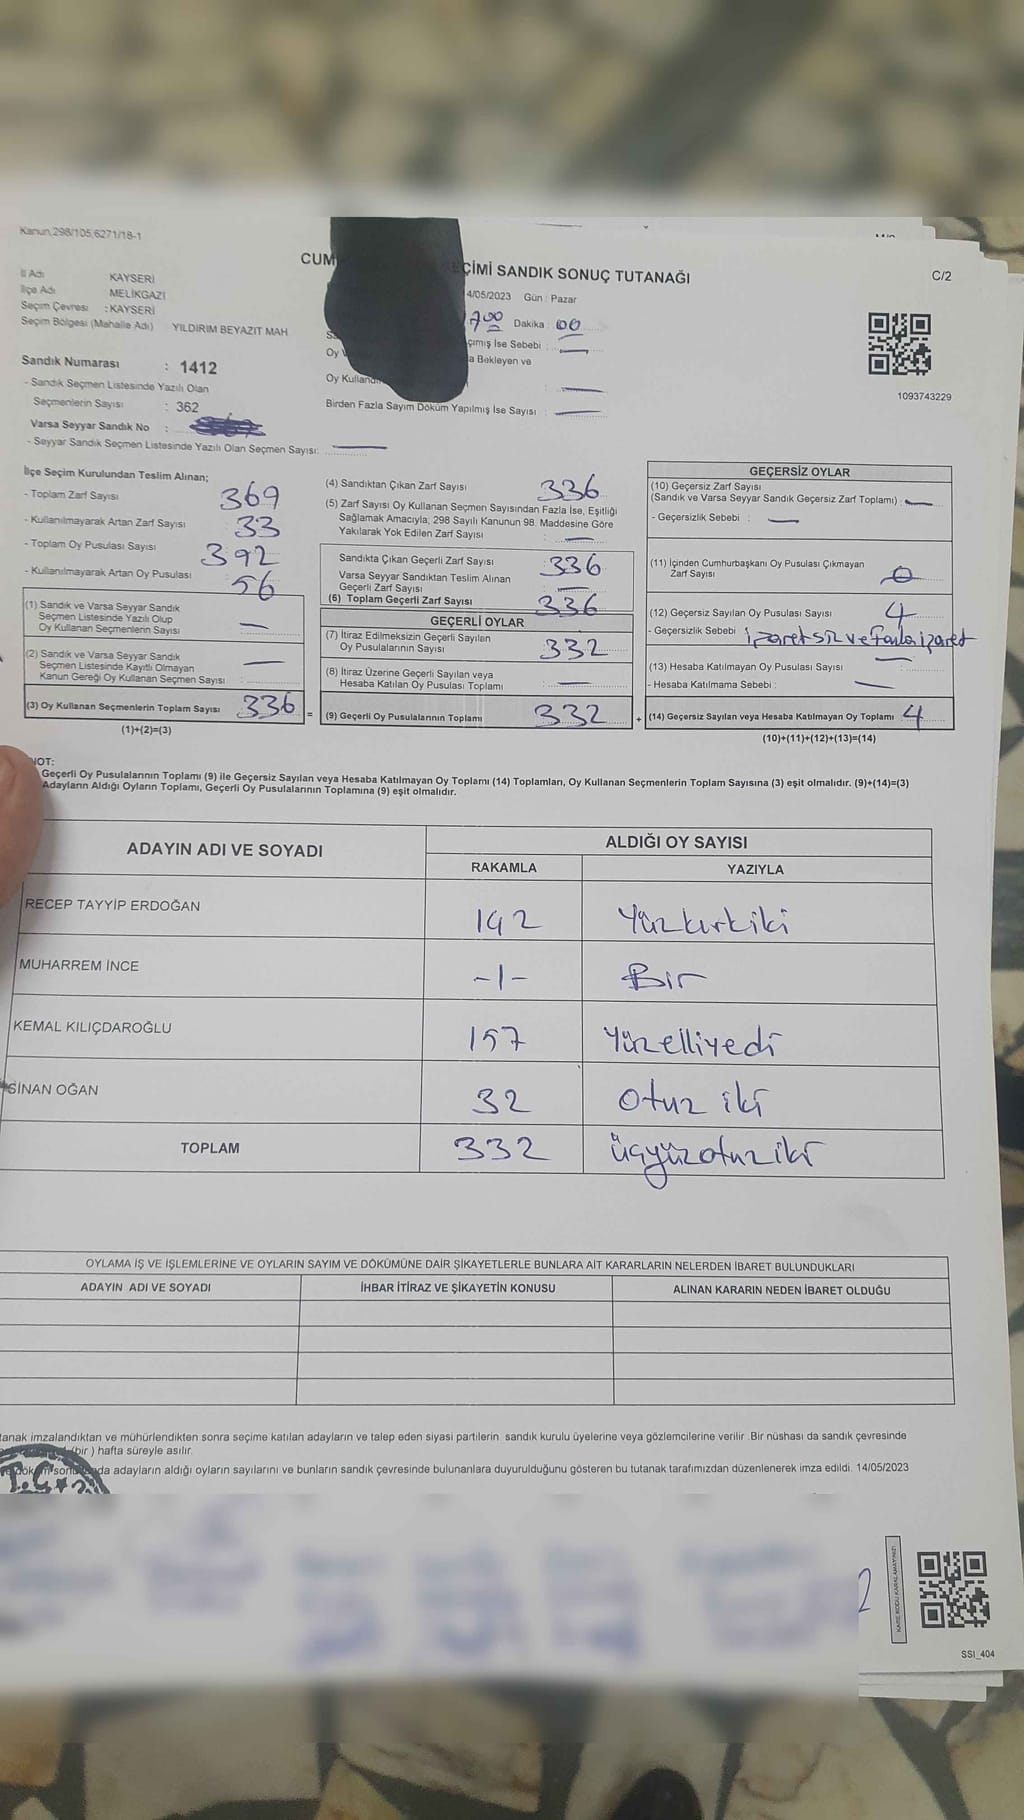 Kanun,298/105,6271/18-1
CUM
ÇİMİ SANDIK SONUÇ TUTANAĞI
C/2
İl Adı KAYSERİ
İlçe Adı MELİKGAZİ
Seçim Çevresi : KAYSERİ
Seçim Bölgesi (Mahalle Adı) YILDIRIM BEYAZIT MAH
4/05/2023 Gün : Pazar
Dakika : 00
çımış İse Sebebi :
a Bekleyen ve
Oy
Oy Kullandı
Birden Fazla Sayım Döküm Yapılmış İse Sayısı :
1093743229
Sandık Numarası : 1412
- Sandık Seçmen Listesinde Yazılı Olan
Seçmenlerin Sayısı : 362
Varsa Seyyar Sandık No :
- Seyyar Sandık Seçmen Listesinde Yazılı Olan Seçmen Sayısı:
İlçe Seçim Kurulundan Teslim Alınan;
- Toplam Zarf Sayısı 369
- Kullanılmayarak Artan Zarf Sayısı 33
- Toplam Oy Pusulası Sayısı 392
- Kullanılmayarak Artan Oy Pusulası 56
(1) Sandık ve Varsa Seyyar Sandık
Seçmen Listesinde Yazılı Olup
Oy Kullanan Seçmenlerin Sayısı —
(2) Sandık ve Varsa Seyyar Sandık
Seçmen Listesinde Kayıtlı Olmayan
Kanun Gereği Oy Kullanan Seçmen Sayısı —
(3) Oy Kullanan Seçmenlerin Toplam Sayısı 336 =
(1)+(2)=(3)
(4) Sandıktan Çıkan Zarf Sayısı 336
(5) Zarf Sayısı Oy Kullanan Seçmen Sayısından Fazla İse, Eşitliği
Sağlamak Amacıyla; 298 Sayılı Kanunun 98. Maddesine Göre
Yakılarak Yok Edilen Zarf Sayısı : —
Sandıkta Çıkan Geçerli Zarf Sayısı 336
Varsa Seyyar Sandıktan Teslim Alınan
Geçerli Zarf Sayısı —
(6) Toplam Geçerli Zarf Sayısı 336
GEÇERLİ OYLAR
(7) İtiraz Edilmeksizin Geçerli Sayılan
Oy Pusulalarının Sayısı 332
(8) İtiraz Üzerine Geçerli Sayılan veya
Hesaba Katılan Oy Pusulası Toplamı —
(9) Geçerli Oy Pusulalarının Toplamı 332 +
GEÇERSİZ OYLAR
(10) Geçersiz Zarf Sayısı
(Sandık ve Varsa Seyyar Sandık Geçersiz Zarf Toplamı) : —
- Geçersizlik Sebebi : —
(11) İçinden Cumhurbaşkanı Oy Pusulası Çıkmayan
Zarf Sayısı 0
(12) Geçersiz Sayılan Oy Pusulası Sayısı 4
- Geçersizlik Sebebi işaretsiz ve Fazla işaret
(13) Hesaba Katılmayan Oy Pusulası Sayısı —
- Hesaba Katılmama Sebebi : —
(14) Geçersiz Sayılan veya Hesaba Katılmayan Oy Toplamı 4
(10)+(11)+(12)+(13)=(14)
NOT:
Geçerli Oy Pusulalarının Toplamı (9) ile Geçersiz Sayılan veya Hesaba Katılmayan Oy Toplamı (14) Toplamları, Oy Kullanan Seçmenlerin Toplam Sayısına (3) eşit olmalıdır. (9)+(14)=(3)
Adayların Aldığı Oyların Toplamı, Geçerli Oy Pusulalarının Toplamına (9) eşit olmalıdır.
ADAYIN ADI VE SOYADI
ALDIĞI OY SAYISI
RAKAMLA YAZIYLA
RECEP TAYYİP ERDOĞAN 142 Yüzkırkiki
MUHARREM İNCE -1- Bir
KEMAL KILIÇDAROĞLU 157 Yüzelliyedi
SİNAN OĞAN 32 Otuz iki
TOPLAM 332 üçyüzotuziki
OYLAMA İŞ VE İŞLEMLERİNE VE OYLARIN SAYIM VE DÖKÜMÜNE DAİR ŞİKAYETLERLE BUNLARA AİT KARARLARIN NELERDEN İBARET BULUNDUKLARI
ADAYIN ADI VE SOYADI İHBAR İTİRAZ VE ŞİKAYETİN KONUSU ALINAN KARARIN NEDEN İBARET OLDUĞU
tanak imzalandıktan ve mühürlendikten sonra seçime katılan adayların ve talep eden siyasi partilerin sandık kurulu üyelerine veya gözlemcilerine verilir. Bir nüshası da sandık çevresinde
(bir ) hafta süreyle asılır.
da adayların aldığı oyların sayılarını ve bunların sandık çevresinde bulunanlara duyurulduğunu gösteren bu tutanak tarafımızdan düzenlenerek imza edildi. 14/05/2023
T.C
KARE KODU KARALAMAYINIZ!
SSI_404